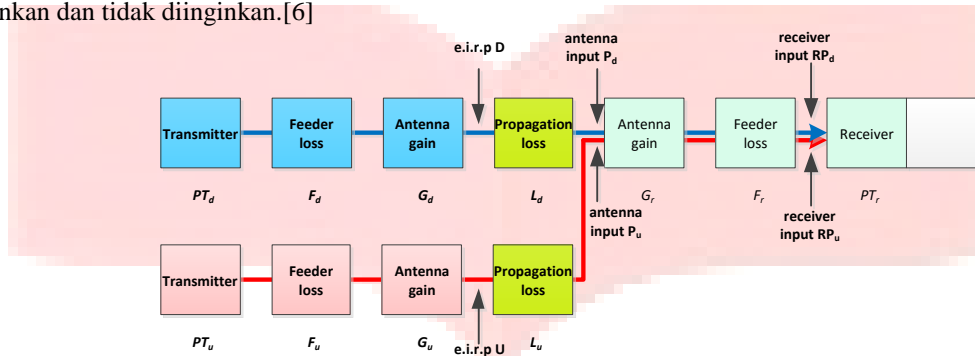 nkan dan tidak diinginkan.[6]
e.i.r.p D
antenna
input Pd
receiver
input RPd
Transmitter
Feeder
loss
Antenna
gain
Propagation
loss
Antenna
gain
Feeder
loss
Receiver
PTd
Fd
Gd
Ld
Gr
Fr
PTr
antenna
input Pu
receiver
input RPu
Transmitter
Feeder
loss
Antenna
gain
Propagation
loss
PTu
Fu
Gu
e.i.r.p U
Lu